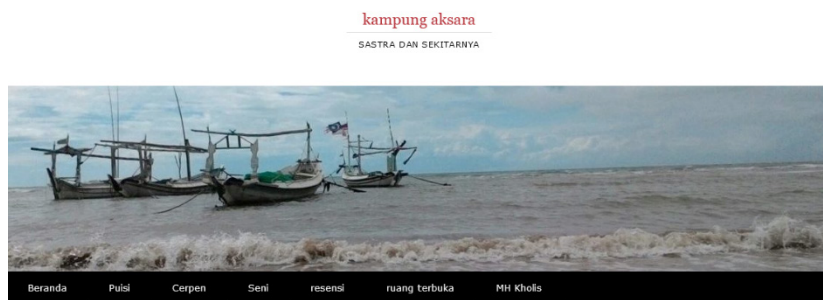 kampung aksara
SASTRA DAN SEKITARNYA
Beranda Puisi Cerpen Seni resensi ruang terbuka MH Kholis